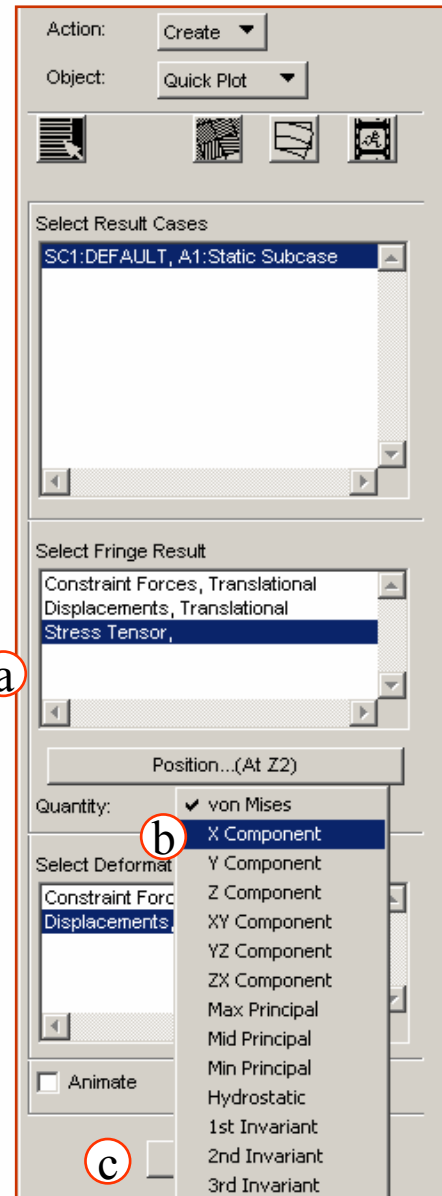 Action: Create
Object: Quick Plot
Select Result Cases
SC1:DEFAULT, A1:Static Subcase
Select Fringe Result
Constraint Forces, Translational
Displacements, Translational
Stress Tensor,
a
Position...(At Z2)
Quantity: ✔ von Mises
b X Component
Select Deformat Y Component
Constraint Forc Z Component
Displacements, XY Component
YZ Component
ZX Component
Max Principal
Mid Principal
Min Principal
Animate Hydrostatic
1st Invariant
c 2nd Invariant
3rd Invariant